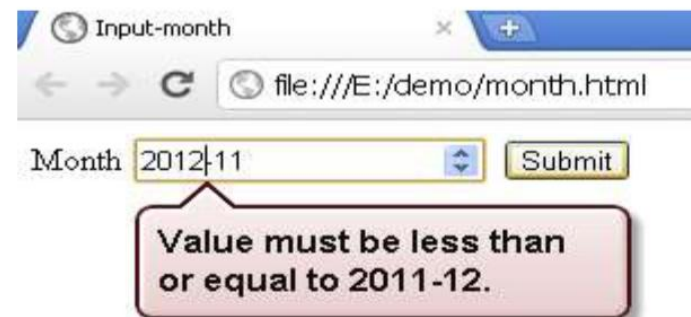 Input-month
file:///E:/demo/month.html
Month 2012-11 Submit
Value must be less than
or equal to 2011-12.